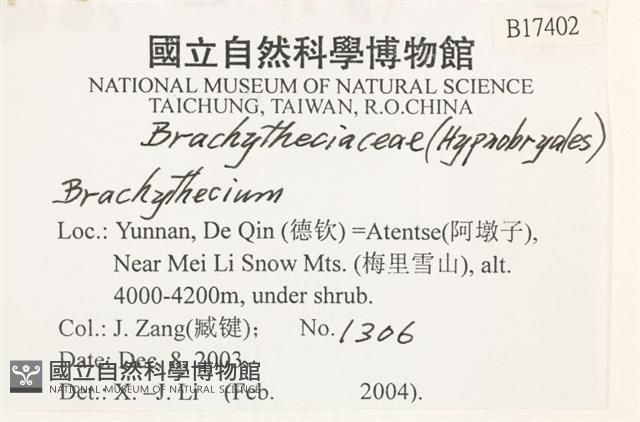 B17402
國立自然科學博物館
NATIONAL MUSEUM OF NATURAL SCIENCE
TAICHUNG, TAIWAN, R.O.CHINA
Brachytheciaceae (Hypnobryales)
Brachythecium
Loc.: Yunnan, De Qin (德钦) =Atentse(阿墩子),
Near Mei Li Snow Mts. (梅里雪山), alt.
4000-4200m, under shrub.
Col.: J. Zang(臧键); No. 1306
Date: Dec. 8, 2003.
國立自然科學博物館
NATIONAL MUSEUM OF NATURAL SCIENCE
Det.: X. - J. Li (Feb. 2004).